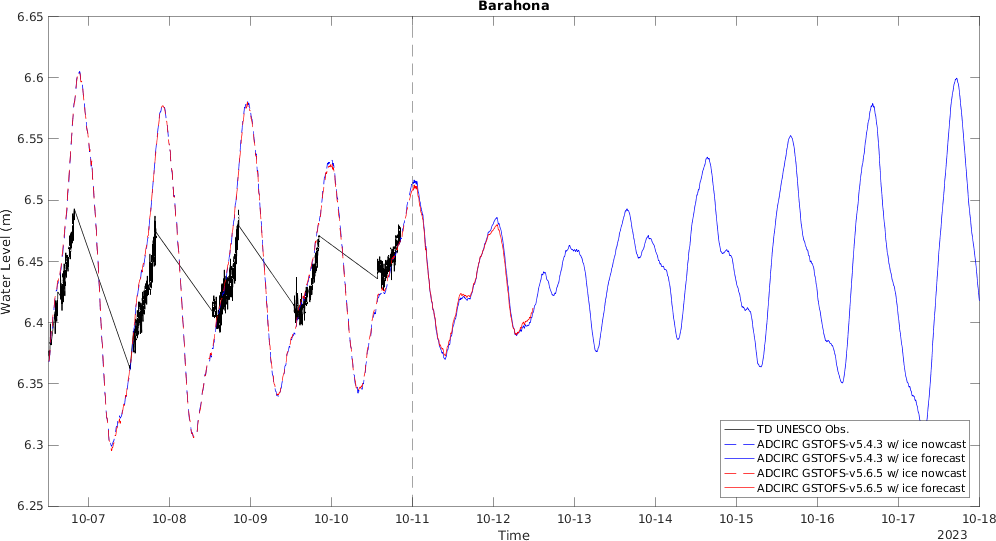 Barahona
6.65
6.6
6.55
6.5
6.45
6.4
6.35
6.3
6.25
Water Level (m)
TD UNESCO Obs.
ADCIRC GSTOFS-v5.4.3 w/ ice nowcast
ADCIRC GSTOFS-v5.4.3 w/ ice forecast
ADCIRC GSTOFS-v5.6.5 w/ ice nowcast
ADCIRC GSTOFS-v5.6.5 w/ ice forecast
10-07 10-08 10-09 10-10 10-11 10-12 10-13 10-14 10-15 10-16 10-17 10-18
Time
2023